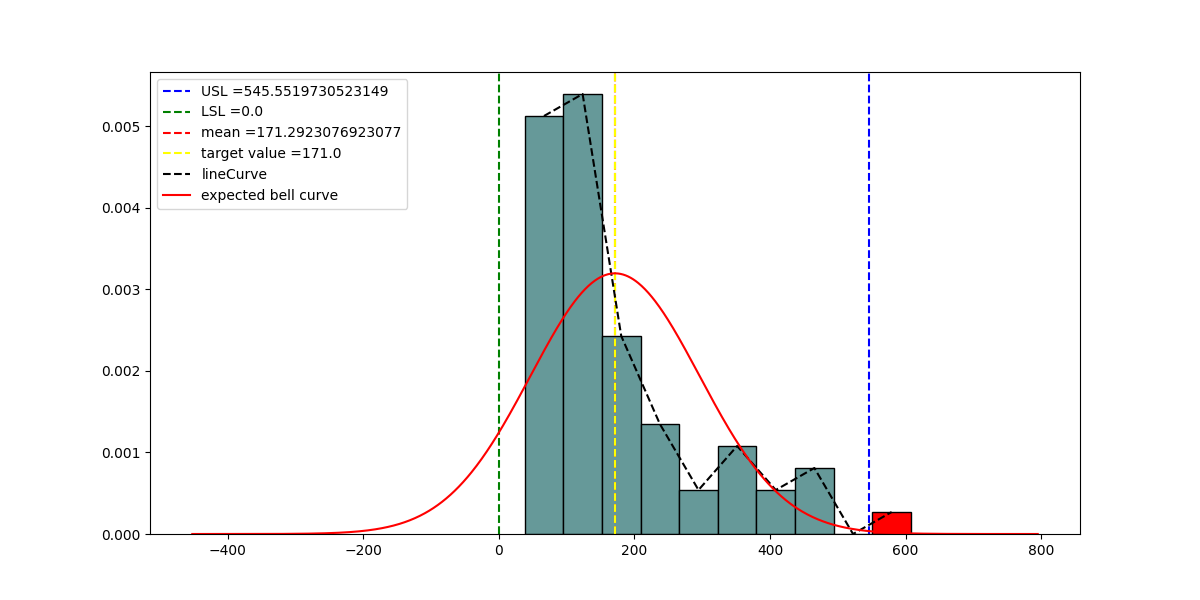 USL =545.5519730523149
LSL =0.0
mean =171.2923076923077
target value =171.0
lineCurve
expected bell curve
0.005
0.004
0.003
0.002
0.001
0.000
−400
−200
0
200
400
600
800